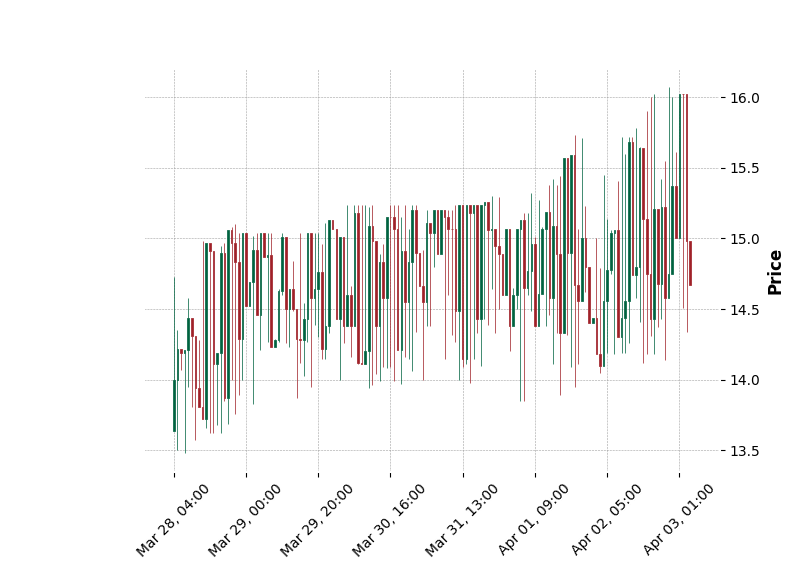 16.0
15.5
15.0
14.5
14.0
13.5
Price
Mar 28, 04:00
Mar 29, 00:00
Mar 29, 20:00
Mar 30, 16:00
Mar 31, 13:00
Apr 01, 09:00
Apr 02, 05:00
Apr 03, 01:00